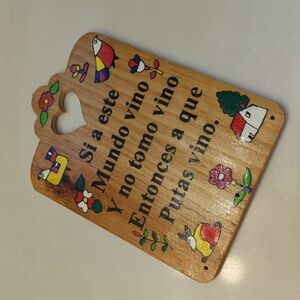 Si a este
Mundo vino
Y no tomo vino
Entonces a que
Putas vino.